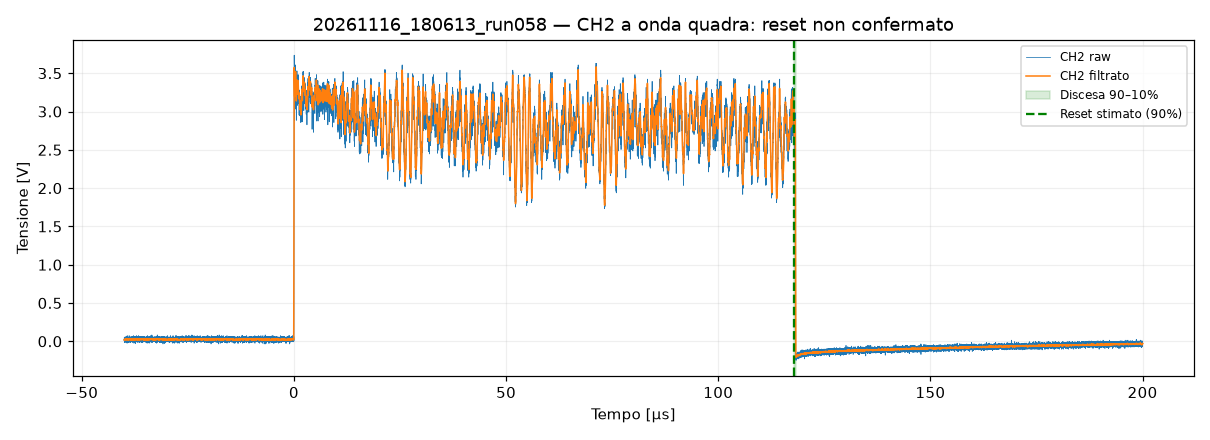 20261116_180613_run058 — CH2 a onda quadra: reset non confermato
CH2 raw
CH2 filtrato
Discesa 90–10%
Reset stimato (90%)
Tensione [V]
3.5
3.0
2.5
2.0
1.5
1.0
0.5
0.0
−50
0
50
100
150
200
Tempo [µs]